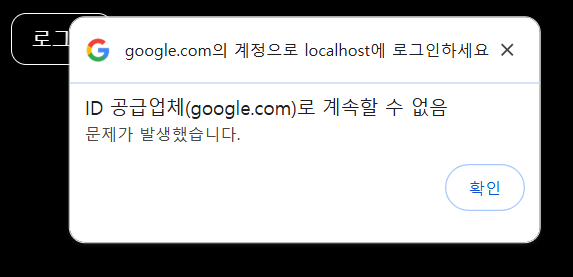 로그
google.com의 계정으로 localhost에 로그인하세요
ID 공급업체(google.com)로 계속할 수 없음
문제가 발생했습니다.
확인